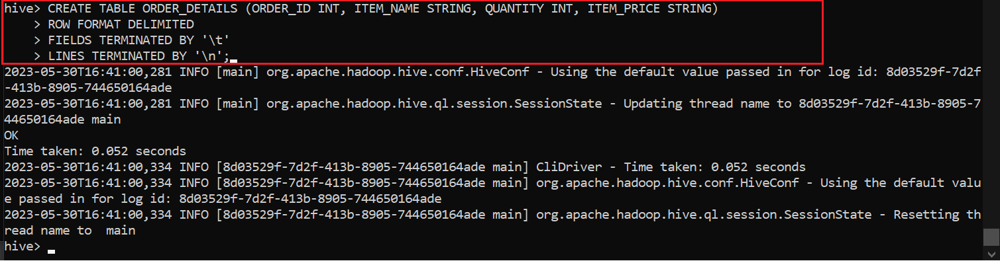 hive> CREATE TABLE ORDER_DETAILS (ORDER_ID INT, ITEM_NAME STRING, QUANTITY INT, ITEM_PRICE STRING)
    > ROW FORMAT DELIMITED
    > FIELDS TERMINATED BY '\t'
    > LINES TERMINATED BY '\n';
2023-05-30T16:41:00,281 INFO [main] org.apache.hadoop.hive.conf.HiveConf - Using the default value passed in for log id: 8d03529f-7d2f
-413b-8905-744650164ade
2023-05-30T16:41:00,281 INFO [main] org.apache.hadoop.hive.ql.session.SessionState - Updating thread name to 8d03529f-7d2f-413b-8905-7
44650164ade main
OK
Time taken: 0.052 seconds
2023-05-30T16:41:00,334 INFO [8d03529f-7d2f-413b-8905-744650164ade main] CliDriver - Time taken: 0.052 seconds
2023-05-30T16:41:00,334 INFO [8d03529f-7d2f-413b-8905-744650164ade main] org.apache.hadoop.hive.conf.HiveConf - Using the default valu
e passed in for log id: 8d03529f-7d2f-413b-8905-744650164ade
2023-05-30T16:41:00,334 INFO [8d03529f-7d2f-413b-8905-744650164ade main] org.apache.hadoop.hive.ql.session.SessionState - Resetting th
read name to  main
hive>